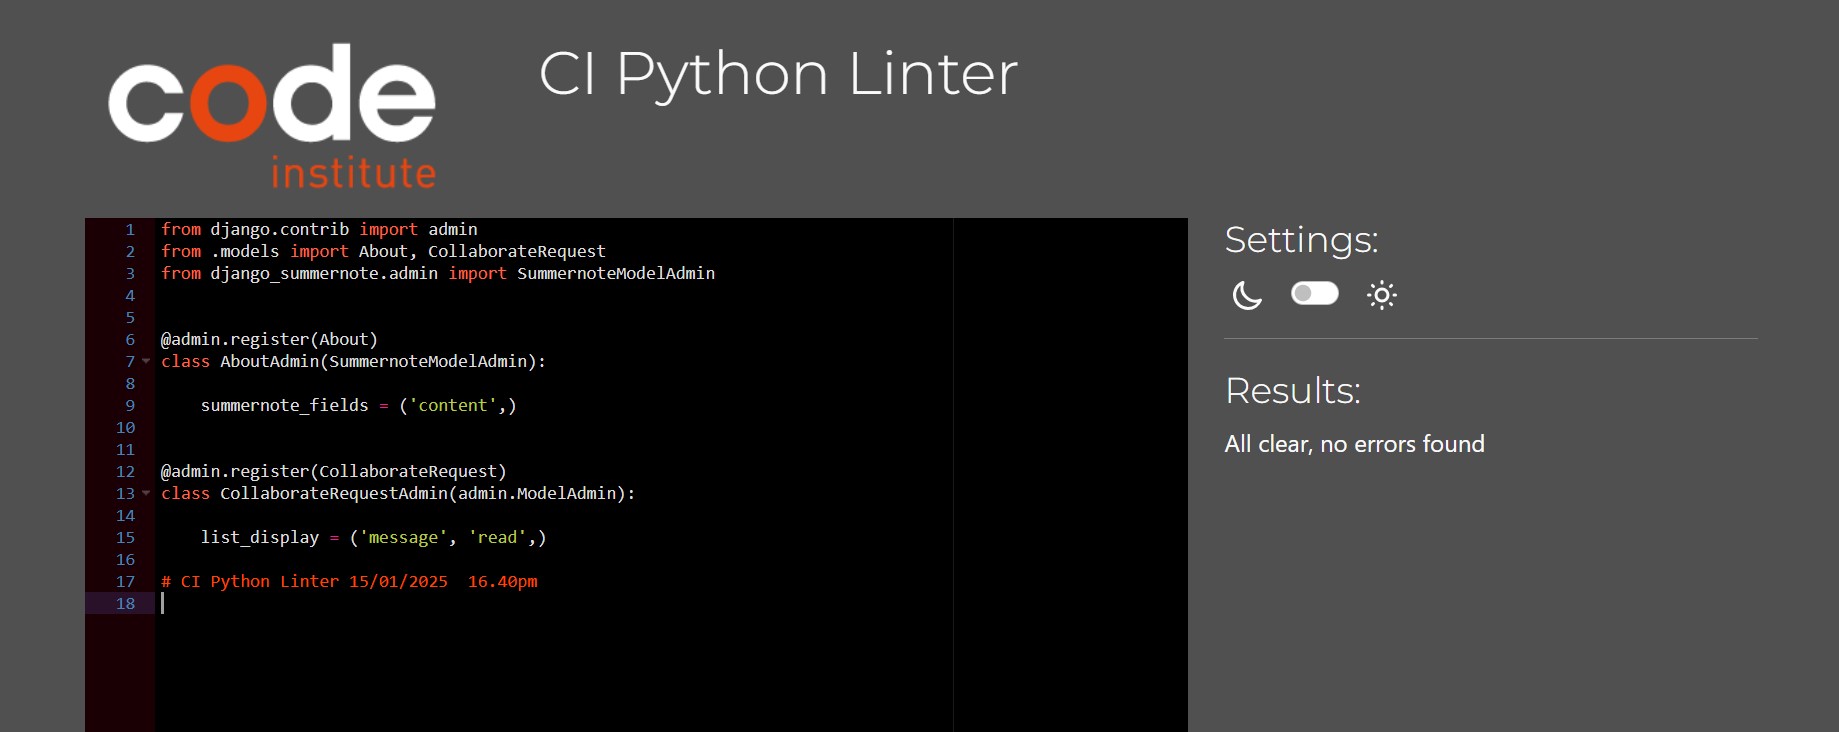 code
institute
CI Python Linter
1 from django.contrib import admin
2 from .models import About, CollaborateRequest
3 from django_summernote.admin import SummernoteModelAdmin
4
5
6 @admin.register(About)
7 class AboutAdmin(SummernoteModelAdmin):
8
9     summernote_fields = ('content',)
10
11
12 @admin.register(CollaborateRequest)
13 class CollaborateRequestAdmin(admin.ModelAdmin):
14
15     list_display = ('message', 'read',)
16
17 # CI Python Linter 15/01/2025  16.40pm
18
Settings:
Results:
All clear, no errors found